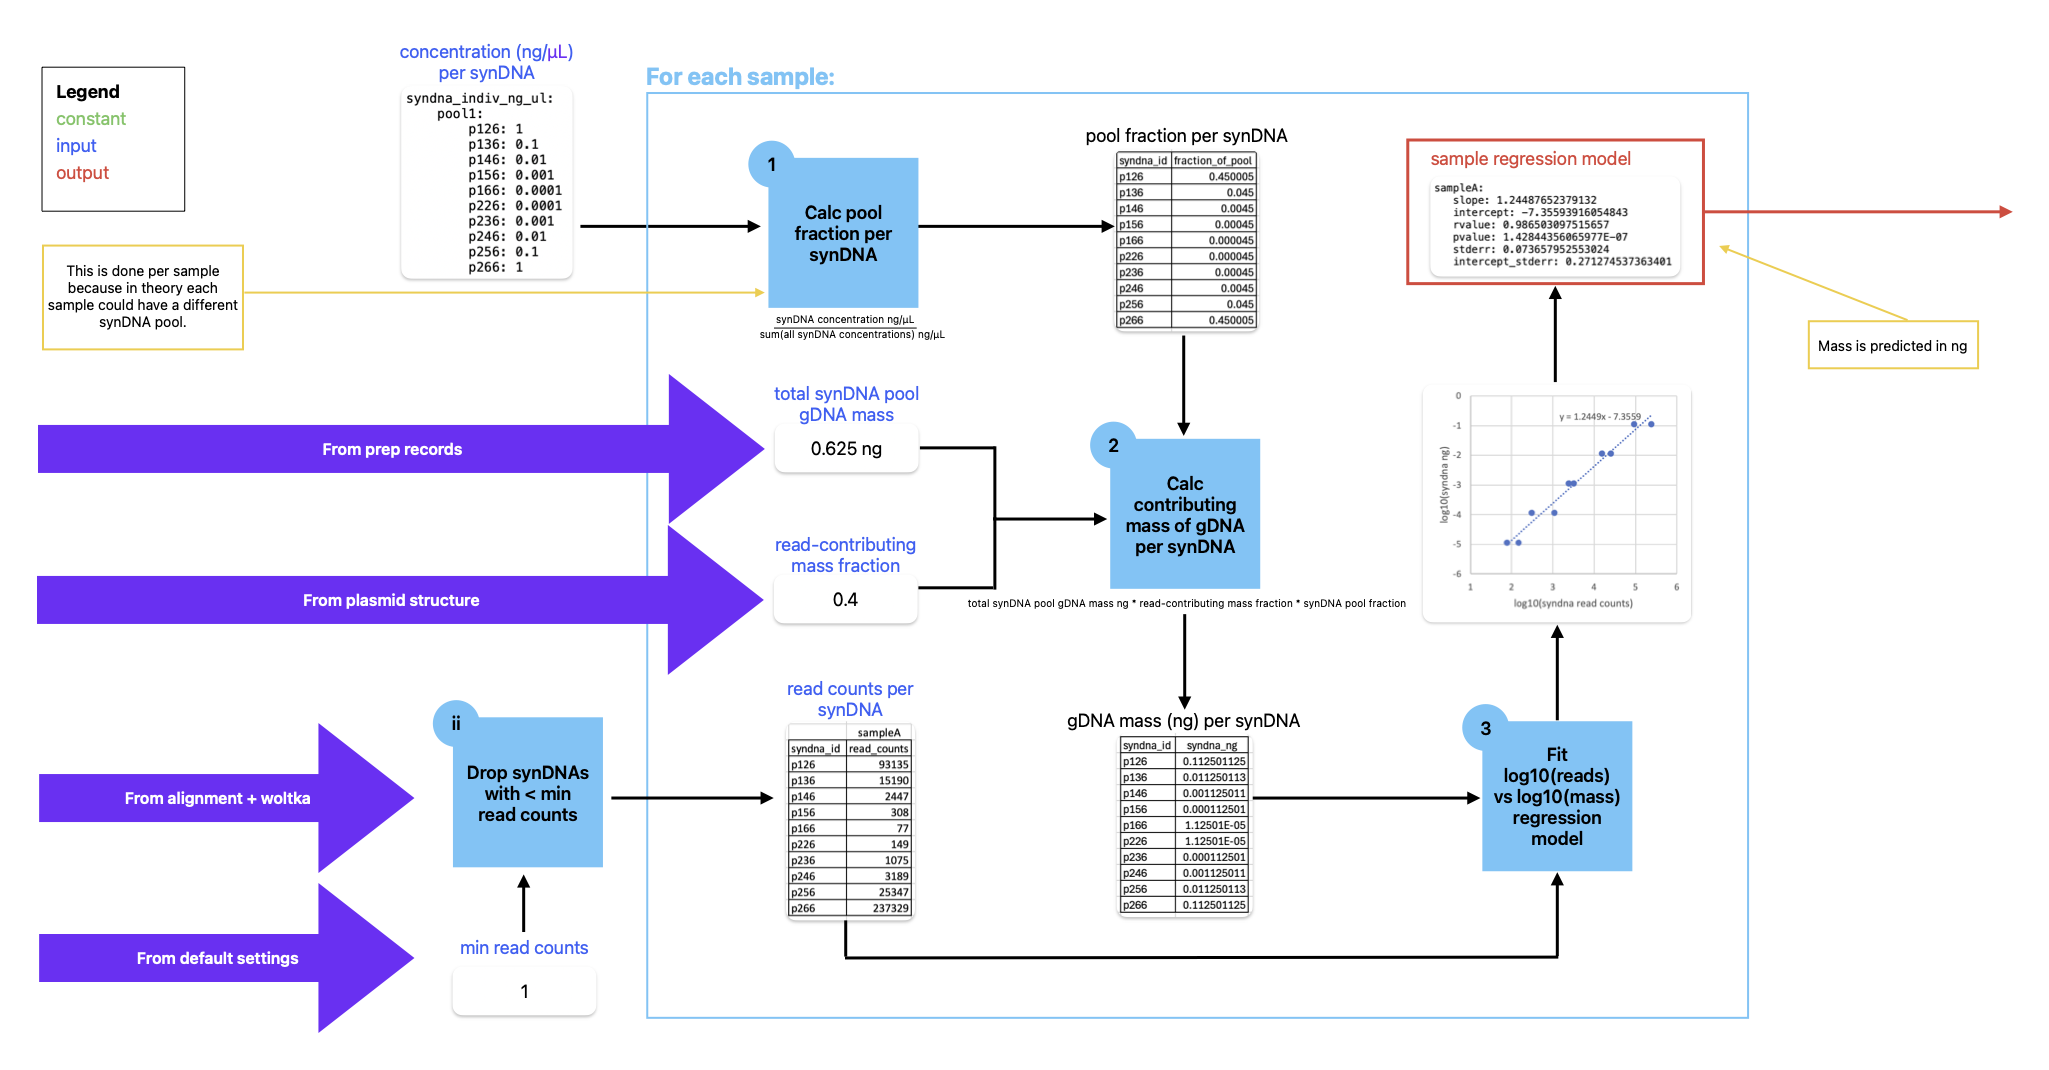 Legend
constant
input
output
This is done per sample
because in theory each
sample could have a different
synDNA pool.
concentration (ng/μL)
per synDNA
syndna_indiv_ng_ul:
pool1:
p126: 1
p136: 0.1
p146: 0.01
p156: 0.001
p166: 0.0001
p226: 0.0001
p236: 0.001
p246: 0.01
p256: 0.1
p266: 1
For each sample:
1
Calc pool
fraction per
synDNA
synDNA concentration ng/μL
sum(all synDNA concentrations) ng/μL
pool fraction per synDNA
syndna_id fraction_of_pool
p126 0.450005
p136 0.045
p146 0.0045
p156 0.00045
p166 0.000045
p226 0.000045
p236 0.00045
p246 0.0045
p256 0.045
p266 0.450005
From prep records
total synDNA pool
gDNA mass
0.625 ng
From plasmid structure
read-contributing
mass fraction
0.4
2
Calc
contributing
mass of gDNA
per synDNA
total synDNA pool gDNA mass ng * read-contributing mass fraction * synDNA pool fraction
From alignment + woltka
ii
Drop synDNAs
with < min
read counts
From default settings
min read counts
1
read counts per
synDNA
sampleA
syndna_id read_counts
p126 93135
p136 15190
p146 2447
p156 308
p166 77
p226 149
p236 1075
p246 3189
p256 25347
p266 237329
gDNA mass (ng) per synDNA
syndna_id syndna_ng
p126 0.112501125
p136 0.011250113
p146 0.001125011
p156 0.000112501
p166 1.12501E-05
p226 1.12501E-05
p236 0.000112501
p246 0.001125011
p256 0.011250113
p266 0.112501125
3
Fit
log10(reads)
vs log10(mass)
regression
model
y = 1.2449x - 7.3559
0
-1
-2
-3
-4
-5
-6
log10(syndna ng)
1 2 3 4 5 6
log10(syndna read counts)
sample regression model
sampleA:
slope: 1.24487652379132
intercept: -7.35593916054843
rvalue: 0.986503097515657
pvalue: 1.42844356065977E-07
stderr: 0.073657952553024
intercept_stderr: 0.271274537363401
Mass is predicted in ng